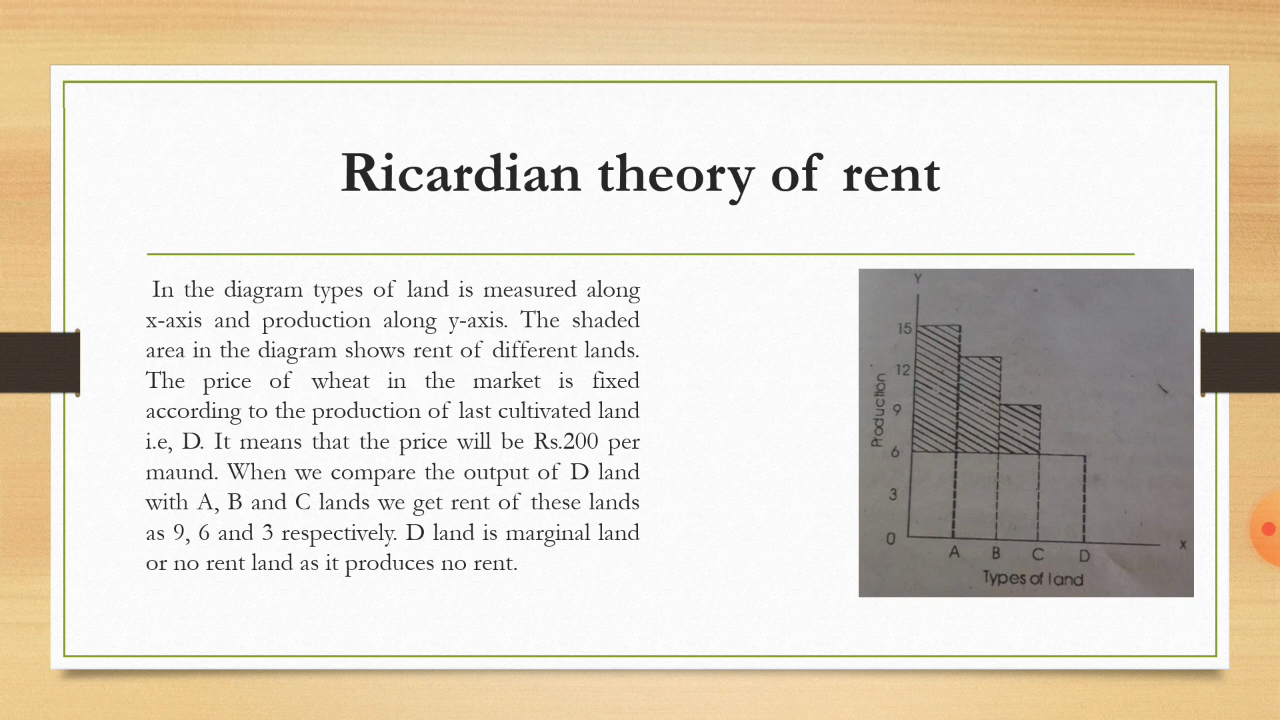 Ricardian theory of rent
In the diagram types of land is measured along
x-axis and production along y-axis. The shaded
area in the diagram shows rent of different lands.
The price of wheat in the market is fixed
according to the production of last cultivated land
i.e, D. It means that the price will be Rs.200 per
maund. When we compare the output of D land
with A, B and C lands we get rent of these lands
as 9, 6 and 3 respectively. D land is marginal land
or no rent land as it produces no rent.
Y
15
12
9
6
3
0
Production
A B C D
x
Types of land